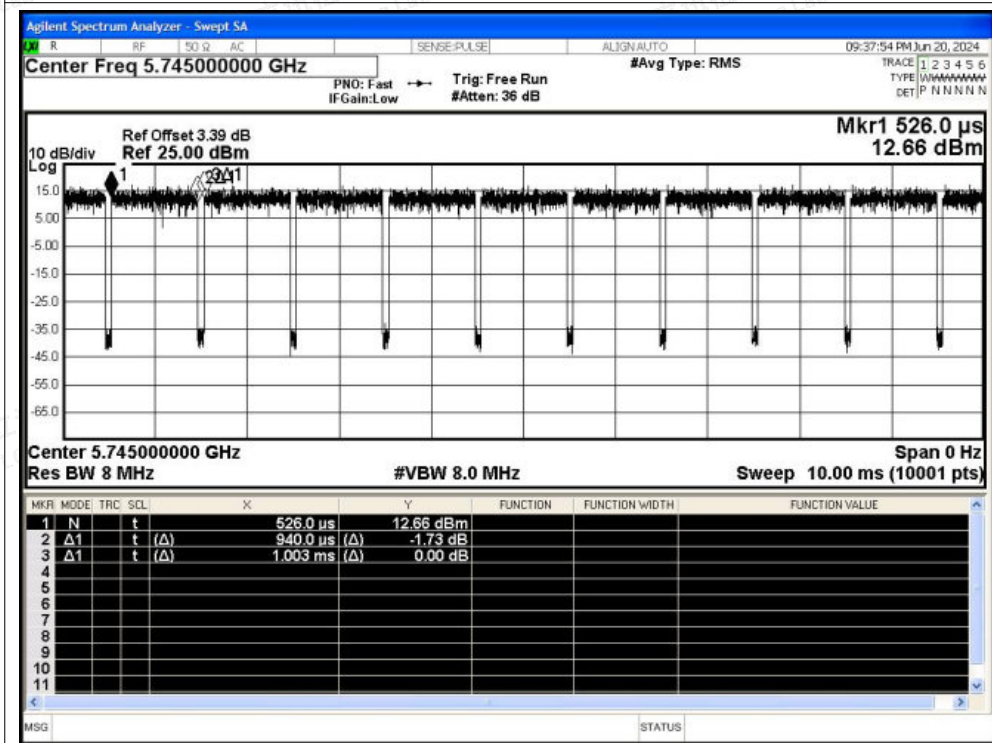 Agilent Spectrum Analyzer - Swept SA
LXI R RF 50 Ω AC SENSE:PULSE ALIGN AUTO 09:37:54 PM Jun 20, 2024
Center Freq 5.745000000 GHz #Avg Type: RMS TRACE 1 2 3 4 5 6
PNO: Fast Trig: Free Run TYPE WWWWWW
IFGain:Low #Atten: 36 dB DET P N N N N N
Mkr1 526.0 µs
Ref Offset 3.39 dB
10 dB/div Ref 25.00 dBm 12.66 dBm
Log
1 2Δ1 3Δ1
15.0
5.00
-5.00
-15.0
-25.0
-35.0
-45.0
-55.0
-65.0
Center 5.745000000 GHz Span 0 Hz
Res BW 8 MHz #VBW 8.0 MHz Sweep 10.00 ms (10001 pts)
MKR MODE TRC SCL X Y FUNCTION FUNCTION WIDTH FUNCTION VALUE
1 N t 526.0 µs 12.66 dBm
2 Δ1 t (Δ) 940.0 µs (Δ) -1.73 dB
3 Δ1 t (Δ) 1.003 ms (Δ) 0.00 dB
4
5
6
7
8
9
10
11
MSG STATUS